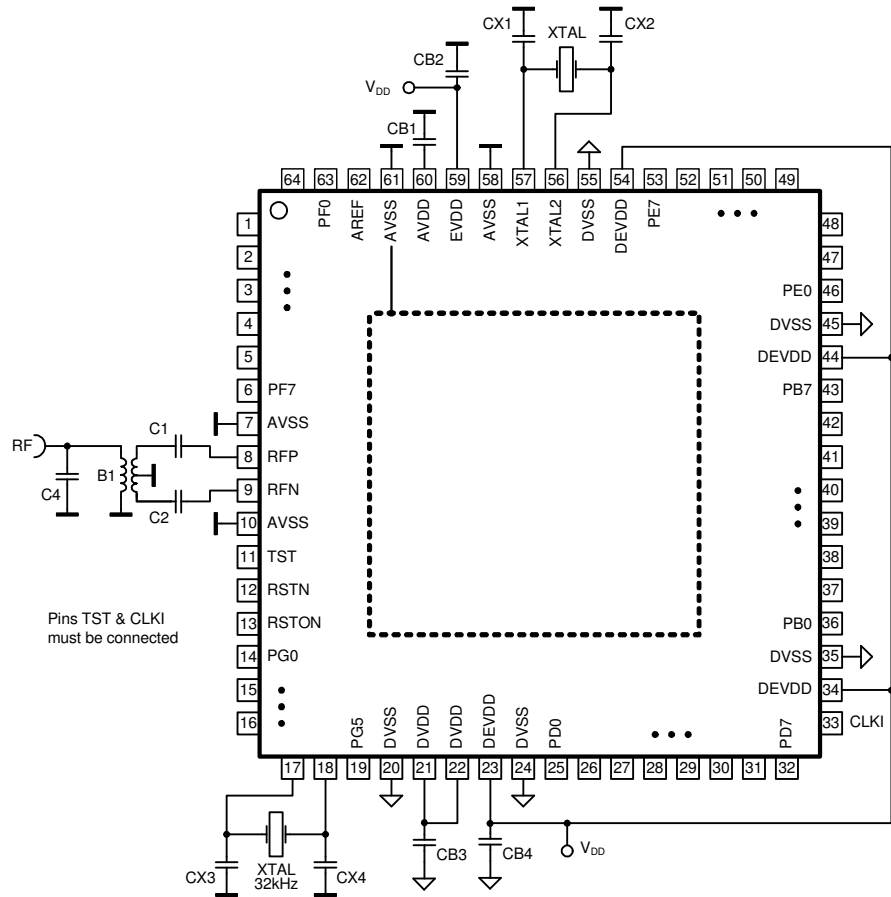 CX1
XTAL
CX2
CB2
V_DD
CB1
64 63 62 61 60 59 58 57 56 55 54 53 52 51 50 49
PF0
AREF
AVSS
AVDD
EVDD
AVSS
XTAL1
XTAL2
DVSS
DEVDD
PE7
1
2
3
4
5
6 PF7
7 AVSS
8 RFP
9 RFN
10 AVSS
11 TST
12 RSTN
13 RSTON
14 PG0
15
16
RF
C4
B1
C1
C2
Pins TST & CLKI
must be connected
48
47
PE0 46
DVSS 45
DEVDD 44
PB7 43
42
41
40
39
38
37
PB0 36
DVSS 35
DEVDD 34
33 CLKI
PG5
DVSS
DVDD
DVDD
DEVDD
DVSS
PD0
PD7
17 18 19 20 21 22 23 24 25 26 27 28 29 30 31 32
CX3
XTAL
32kHz
CX4
CB3
CB4
V_DD